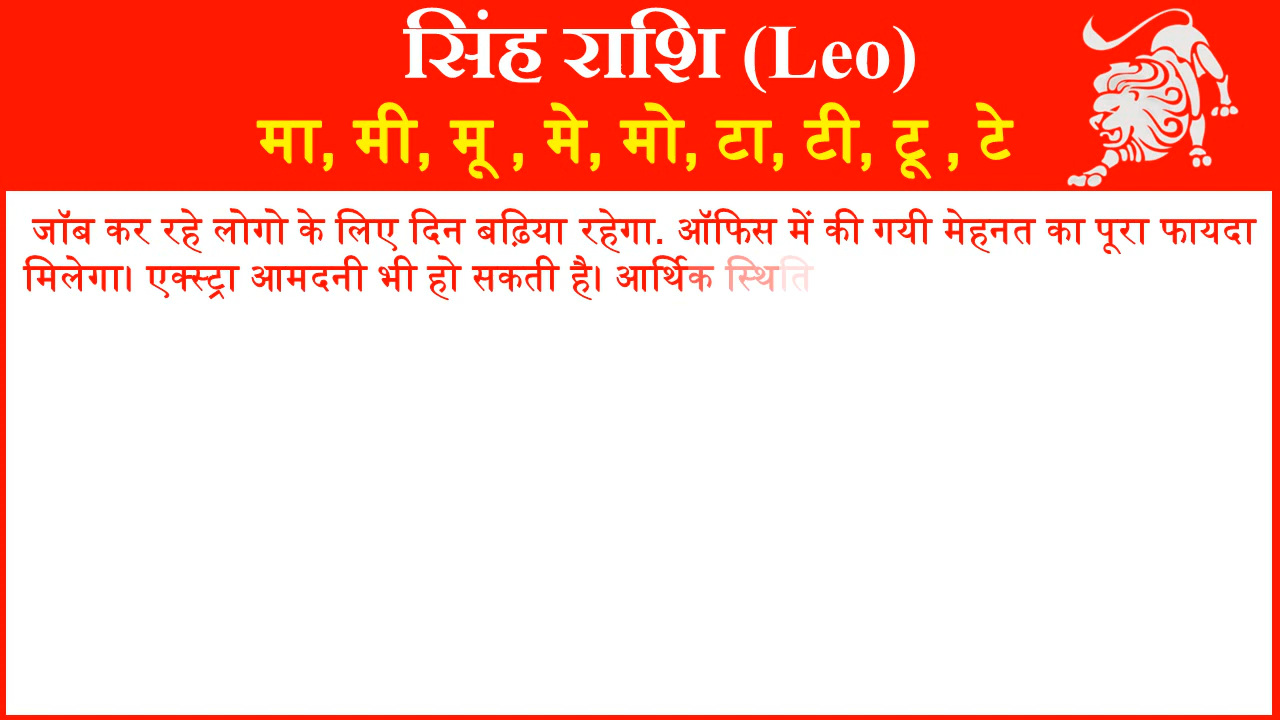 सिंह राशि (Leo)
मा, मी, मू , मे, मो, टा, टी, टू , टे
जॉब कर रहे लोगो के लिए दिन बढ़िया रहेगा. ऑफिस में की गयी मेहनत का पूरा फायदा
मिलेगा। एक्स्ट्रा आमदनी भी हो सकती है। आर्थिक स्थिति